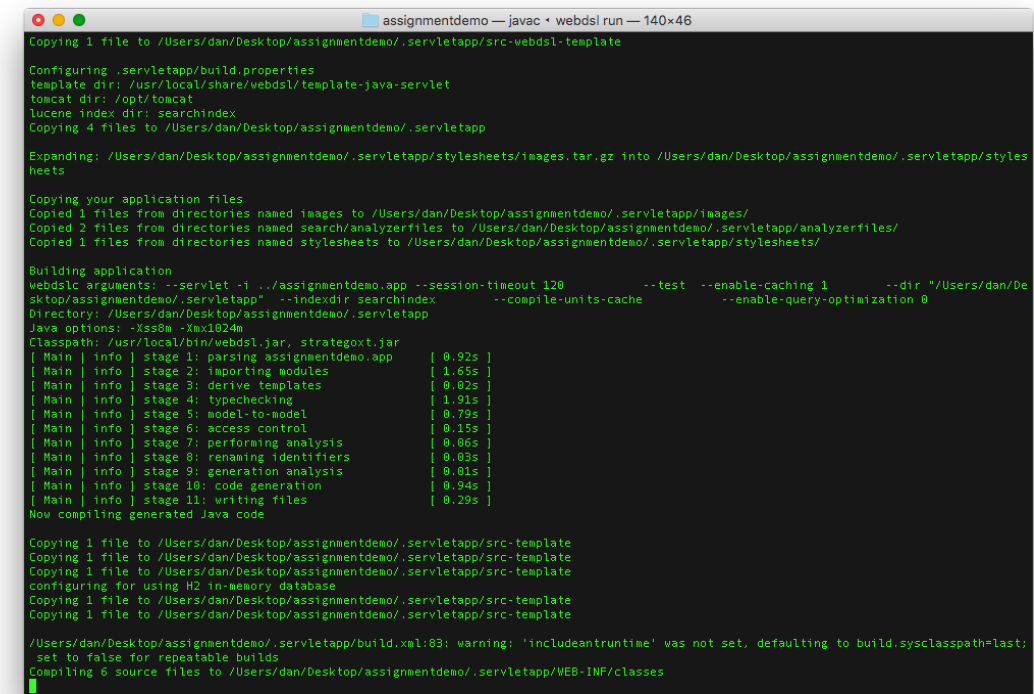 assignmentdemo — javac • webdsl run — 140×46
Copying 1 file to /Users/dan/Desktop/assignmentdemo/.servletapp/src-webdsl-template
Configuring .servletapp/build.properties
template dir: /usr/local/share/webdsl/template-java-servlet
tomcat dir: /opt/tomcat
lucene index dir: searchindex
Copying 4 files to /Users/dan/Desktop/assignmentdemo/.servletapp
Expanding: /Users/dan/Desktop/assignmentdemo/.servletapp/stylesheets/images.tar.gz into /Users/dan/Desktop/assignmentdemo/.servletapp/styles
heets
Copying your application files
Copied 1 files from directories named images to /Users/dan/Desktop/assignmentdemo/.servletapp/images/
Copied 2 files from directories named search/analyzerfiles to /Users/dan/Desktop/assignmentdemo/.servletapp/analyzerfiles/
Copied 1 files from directories named stylesheets to /Users/dan/Desktop/assignmentdemo/.servletapp/stylesheets/
Building application
webdslc arguments: --servlet -i ../assignmentdemo.app --session-timeout 120 --test --enable-caching 1 --dir "/Users/dan/De
sktop/assignmentdemo/.servletapp" --indexdir searchindex --compile-units-cache --enable-query-optimization 0
Directory: /Users/dan/Desktop/assignmentdemo/.servletapp
Java options: -Xss8m -Xmx1024m
Classpath: /usr/local/bin/webdsl.jar, strategoxt.jar
[ Main | info ] stage 1: parsing assignmentdemo.app [ 0.92s ]
[ Main | info ] stage 2: importing modules [ 1.65s ]
[ Main | info ] stage 3: derive templates [ 0.02s ]
[ Main | info ] stage 4: typechecking [ 1.91s ]
[ Main | info ] stage 5: model-to-model [ 0.79s ]
[ Main | info ] stage 6: access control [ 0.15s ]
[ Main | info ] stage 7: performing analysis [ 0.06s ]
[ Main | info ] stage 8: renaming identifiers [ 0.03s ]
[ Main | info ] stage 9: generation analysis [ 0.01s ]
[ Main | info ] stage 10: code generation [ 0.94s ]
[ Main | info ] stage 11: writing files [ 0.29s ]
Now compiling generated Java code
Copying 1 file to /Users/dan/Desktop/assignmentdemo/.servletapp/src-template
Copying 1 file to /Users/dan/Desktop/assignmentdemo/.servletapp/src-template
Copying 1 file to /Users/dan/Desktop/assignmentdemo/.servletapp/src-template
configuring for using H2 in-memory database
Copying 1 file to /Users/dan/Desktop/assignmentdemo/.servletapp/src-template
Copying 1 file to /Users/dan/Desktop/assignmentdemo/.servletapp/src-template
/Users/dan/Desktop/assignmentdemo/.servletapp/build.xml:83: warning: 'includeantruntime' was not set, defaulting to build.sysclasspath=last;
set to false for repeatable builds
Compiling 6 source files to /Users/dan/Desktop/assignmentdemo/.servletapp/WEB-INF/classes